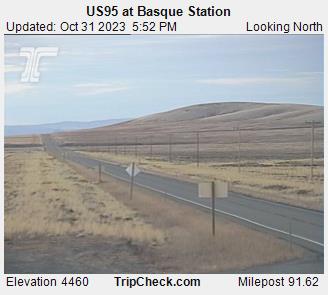 US95 at Basque Station
Updated: Oct 31 2023 5:52 PM Looking North
Elevation 4460 TripCheck.com Milepost 91.62